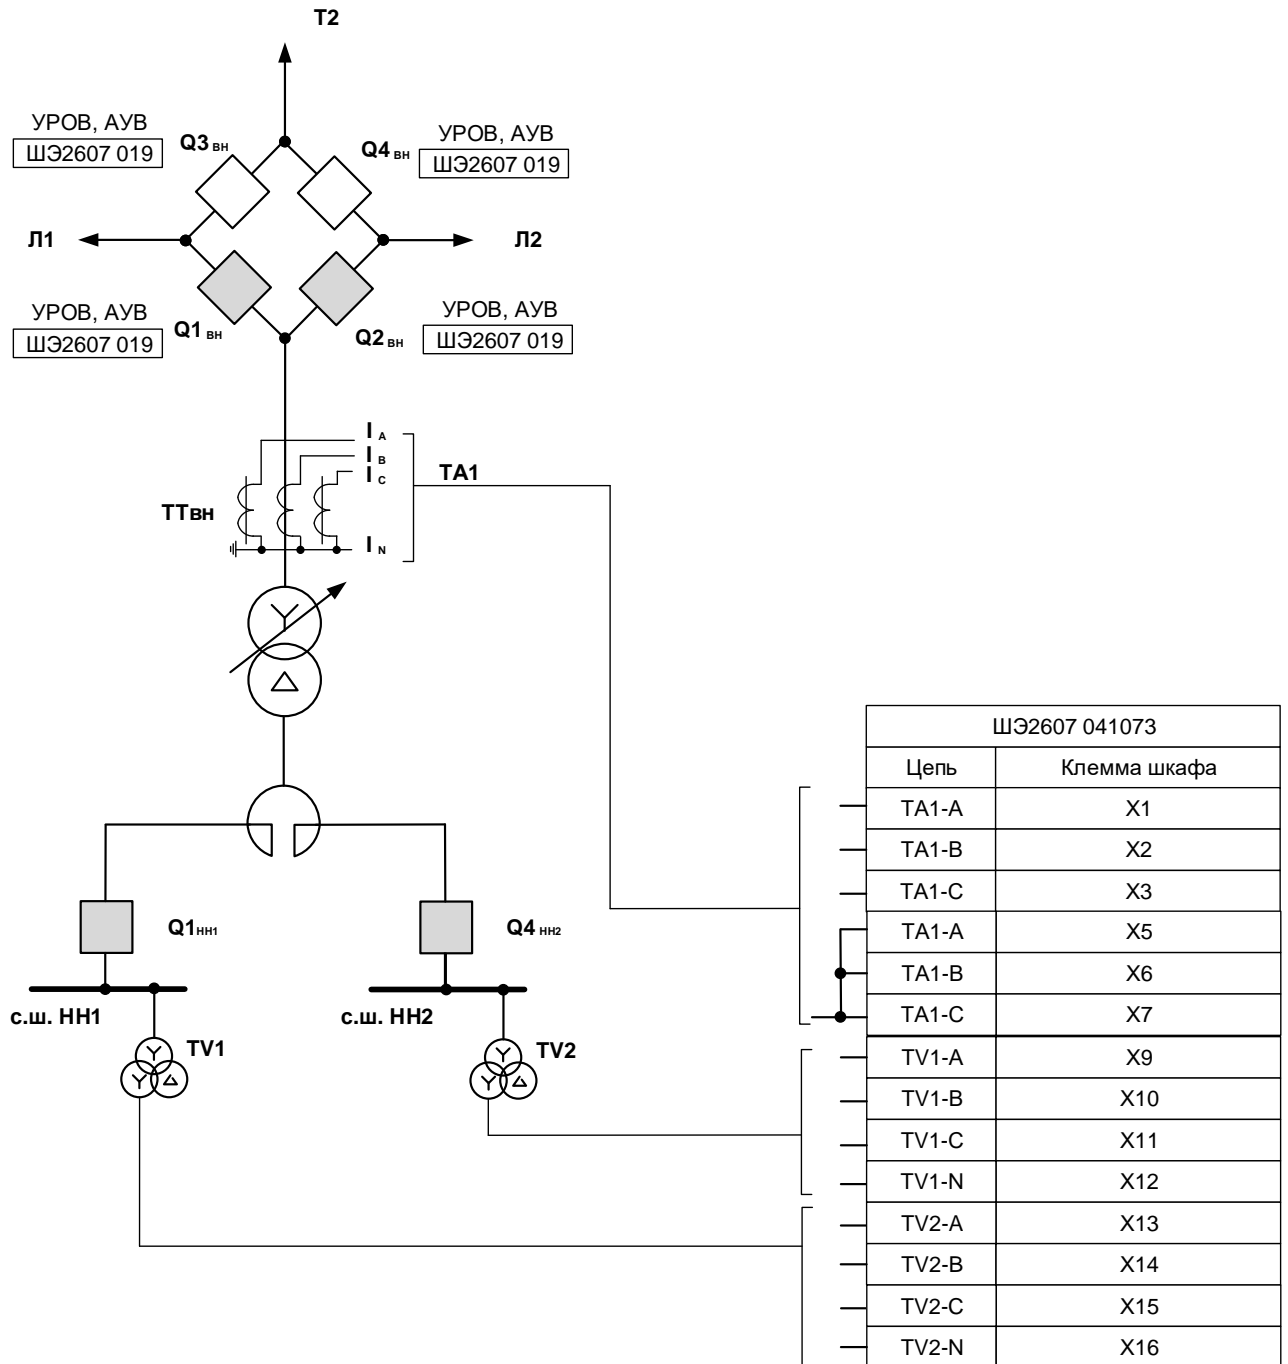 T2
УРОВ, АУВ
ШЭ2607 019
Q3 ВН
Q4 ВН
УРОВ, АУВ
ШЭ2607 019
Л1
Л2
УРОВ, АУВ
ШЭ2607 019
Q1 ВН
Q2 ВН
УРОВ, АУВ
ШЭ2607 019
I A
I B
I C
TA1
ТТвн
I N
ШЭ2607 041073
Цепь Клемма шкафа
TA1-A X1
TA1-B X2
TA1-C X3
TA1-A X5
TA1-B X6
TA1-C X7
TV1-A X9
TV1-B X10
TV1-C X11
TV1-N X12
TV2-A X13
TV2-B X14
TV2-C X15
TV2-N X16
Q1НН1
Q4 НН2
с.ш. НН1
с.ш. НН2
TV1
TV2